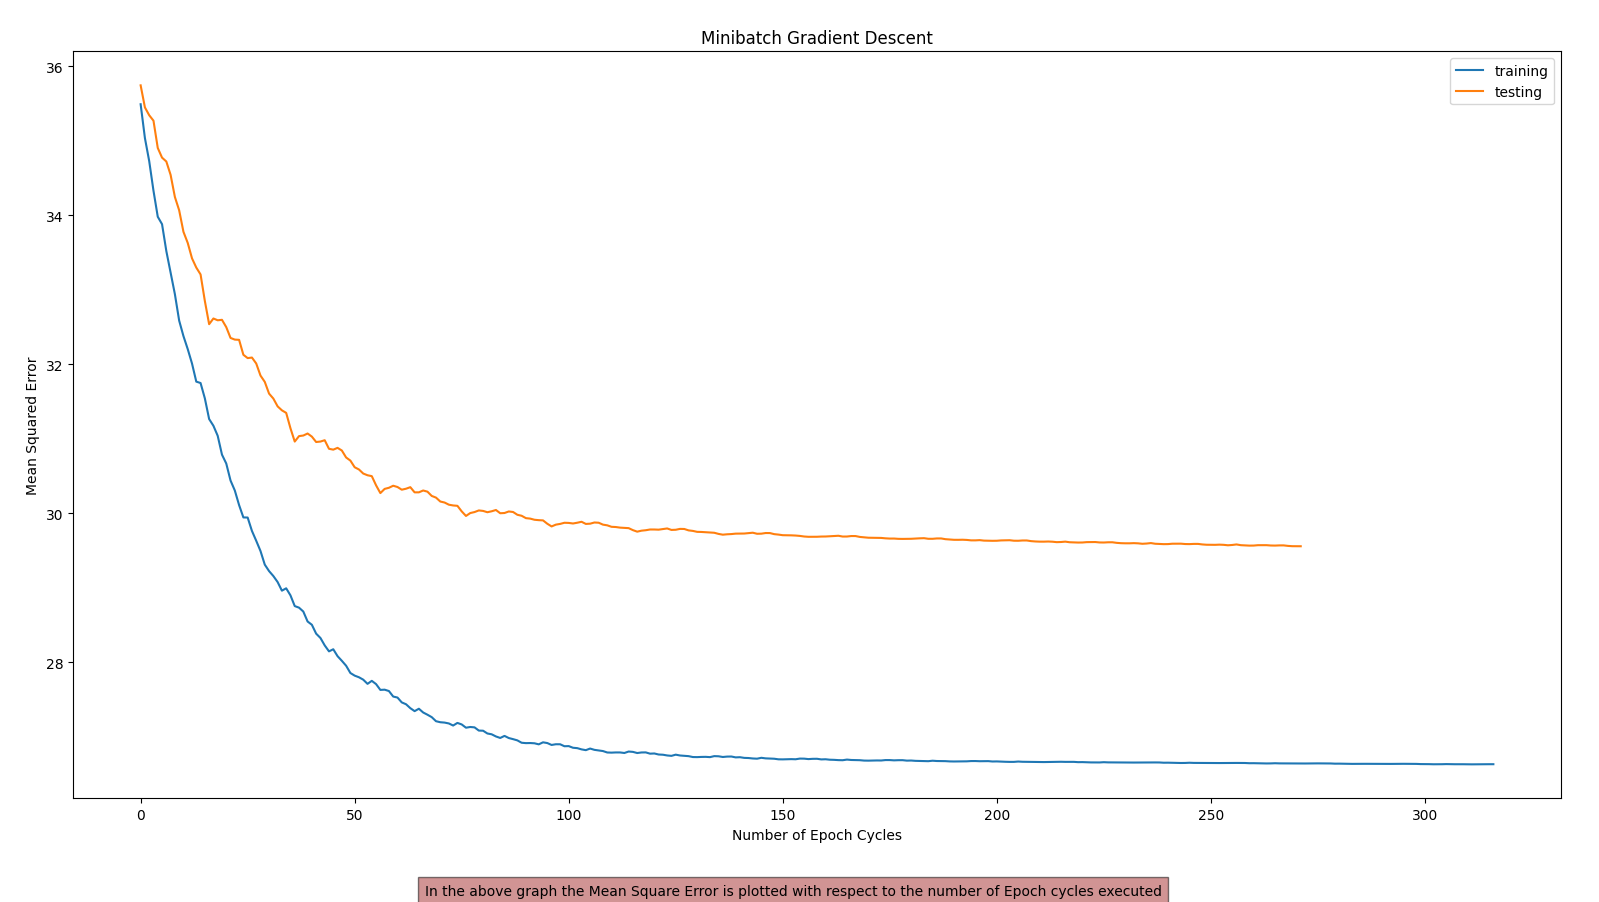 Minibatch Gradient Descent
training
testing
36
34
32
30
28
Mean Squared Error
0
50
100
150
200
250
300
Number of Epoch Cycles
In the above graph the Mean Square Error is plotted with respect to the number of Epoch cycles executed